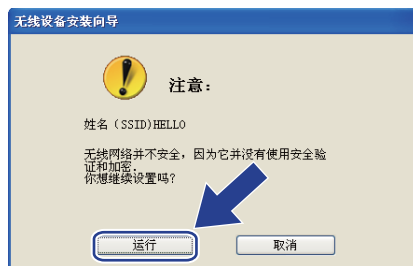 无线设备安装向导
注意：
姓名（SSID)HELLO
无线网络并不安全，因为它并没有使用安全验
证和加密.
你想继续设置吗?
运行
取消